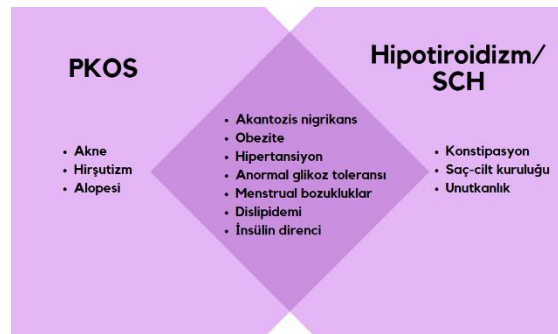 PKOS
• Akne
• Hirşutizm
• Alopesi
• Akantozis nigrikans
• Obezite
• Hipertansiyon
• Anormal glikoz toleransı
• Menstrual bozukluklar
• Dislipidemi
• İnsülin direnci
Hipotiroidizm/
SCH
• Konstipasyon
• Saç-cilt kuruluğu
• Unutkanlık